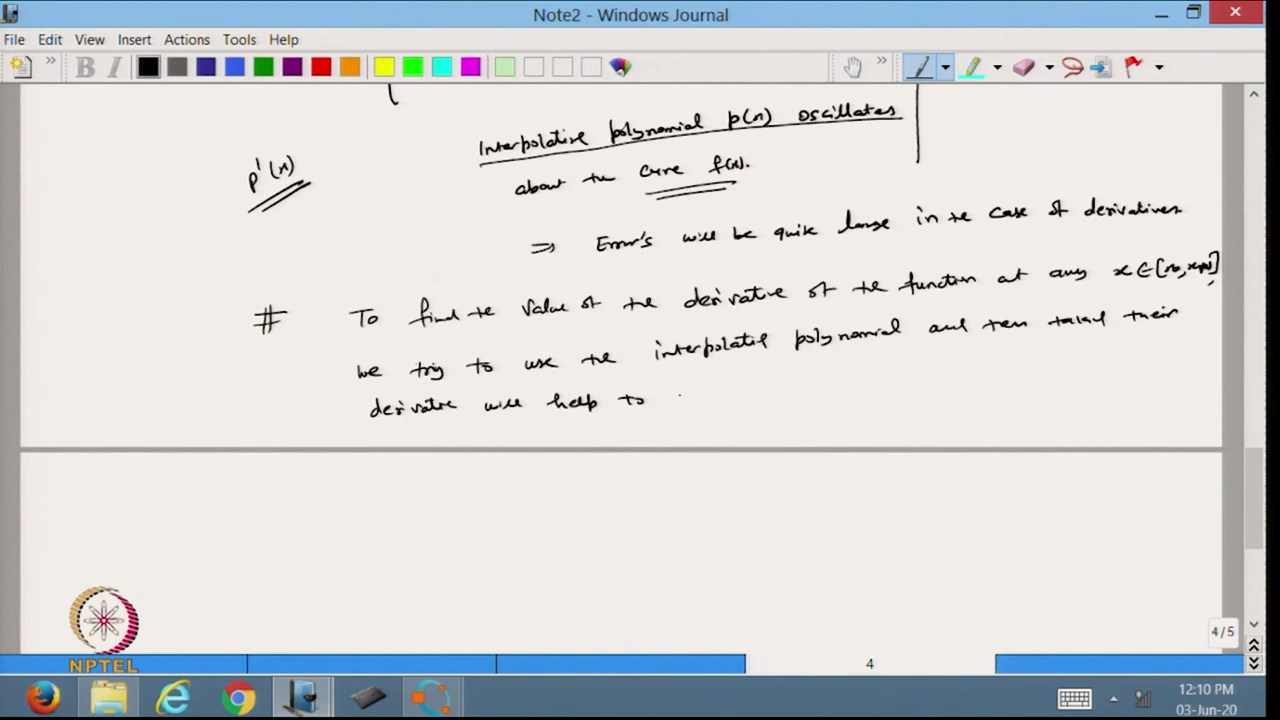 Note2 - Windows Journal
File Edit View Insert Actions Tools Help
Interpolative polynomial p(x) oscillates
p'(x)
about the curve f(x).
⇒ Error's will be quite large in the case of derivatives
# To find the value of the derivative of the function at any x ∈ [x0, xn],
we try to use the interpolative polynomial and then taking their
derivative will help to
4/5
NPTEL
4
12:10 PM
03-Jun-20